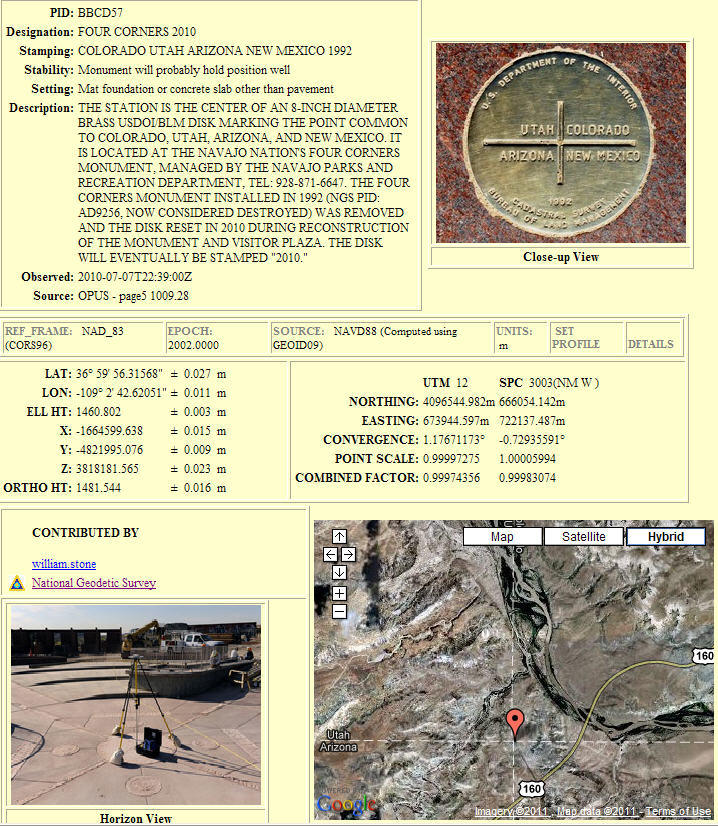 PID: BBCD57
Designation: FOUR CORNERS 2010
Stamping: COLORADO UTAH ARIZONA NEW MEXICO 1992
Stability: Monument will probably hold position well
Setting: Mat foundation or concrete slab other than pavement
Description: THE STATION IS THE CENTER OF AN 8-INCH DIAMETER
BRASS USDOI/BLM DISK MARKING THE POINT COMMON
TO COLORADO, UTAH, ARIZONA, AND NEW MEXICO. IT
IS LOCATED AT THE NAVAJO NATION'S FOUR CORNERS
MONUMENT, MANAGED BY THE NAVAJO PARKS AND
RECREATION DEPARTMENT, TEL: 928-871-6647. THE FOUR
CORNERS MONUMENT INSTALLED IN 1992 (NGS PID:
AD9256, NOW CONSIDERED DESTROYED) WAS REMOVED
AND THE DISK RESET IN 2010 DURING RECONSTRUCTION
OF THE MONUMENT AND VISITOR PLAZA. THE DISK
WILL EVENTUALLY BE STAMPED "2010."
Observed: 2010-07-07T22:39:00Z
Source: OPUS - page5 1009.28
U.S. DEPARTMENT OF THE INTERIOR
UTAH COLORADO
ARIZONA NEW MEXICO
1992
CADASTRAL SURVEY
BUREAU OF LAND MANAGEMENT
Close-up View
REF_FRAME: NAD_83
(CORS96)
EPOCH:
2002.0000
SOURCE: NAVD88 (Computed using
GEOID09)
UNITS:
m
SET
PROFILE
DETAILS
LAT: 36° 59' 56.31568" ± 0.027 m
LON: -109° 2' 42.62051" ± 0.011 m
ELL HT: 1460.802 ± 0.003 m
X: -1664599.638 ± 0.015 m
Y: -4821995.076 ± 0.009 m
Z: 3818181.565 ± 0.023 m
ORTHO HT: 1481.544 ± 0.016 m
UTM 12 SPC 3003(NM W )
NORTHING: 4096544.982m 666054.142m
EASTING: 673944.597m 722137.487m
CONVERGENCE: 1.17671173° -0.72935591°
POINT SCALE: 0.99997275 1.00005994
COMBINED FACTOR: 0.99974356 0.99983074
CONTRIBUTED BY
william.stone
National Geodetic Survey
Horizon View
Map Satellite Hybrid
160
Utah
Arizona
160
POWERED BY
Google
Imagery ©2011 , Map data ©2011 - Terms of Use